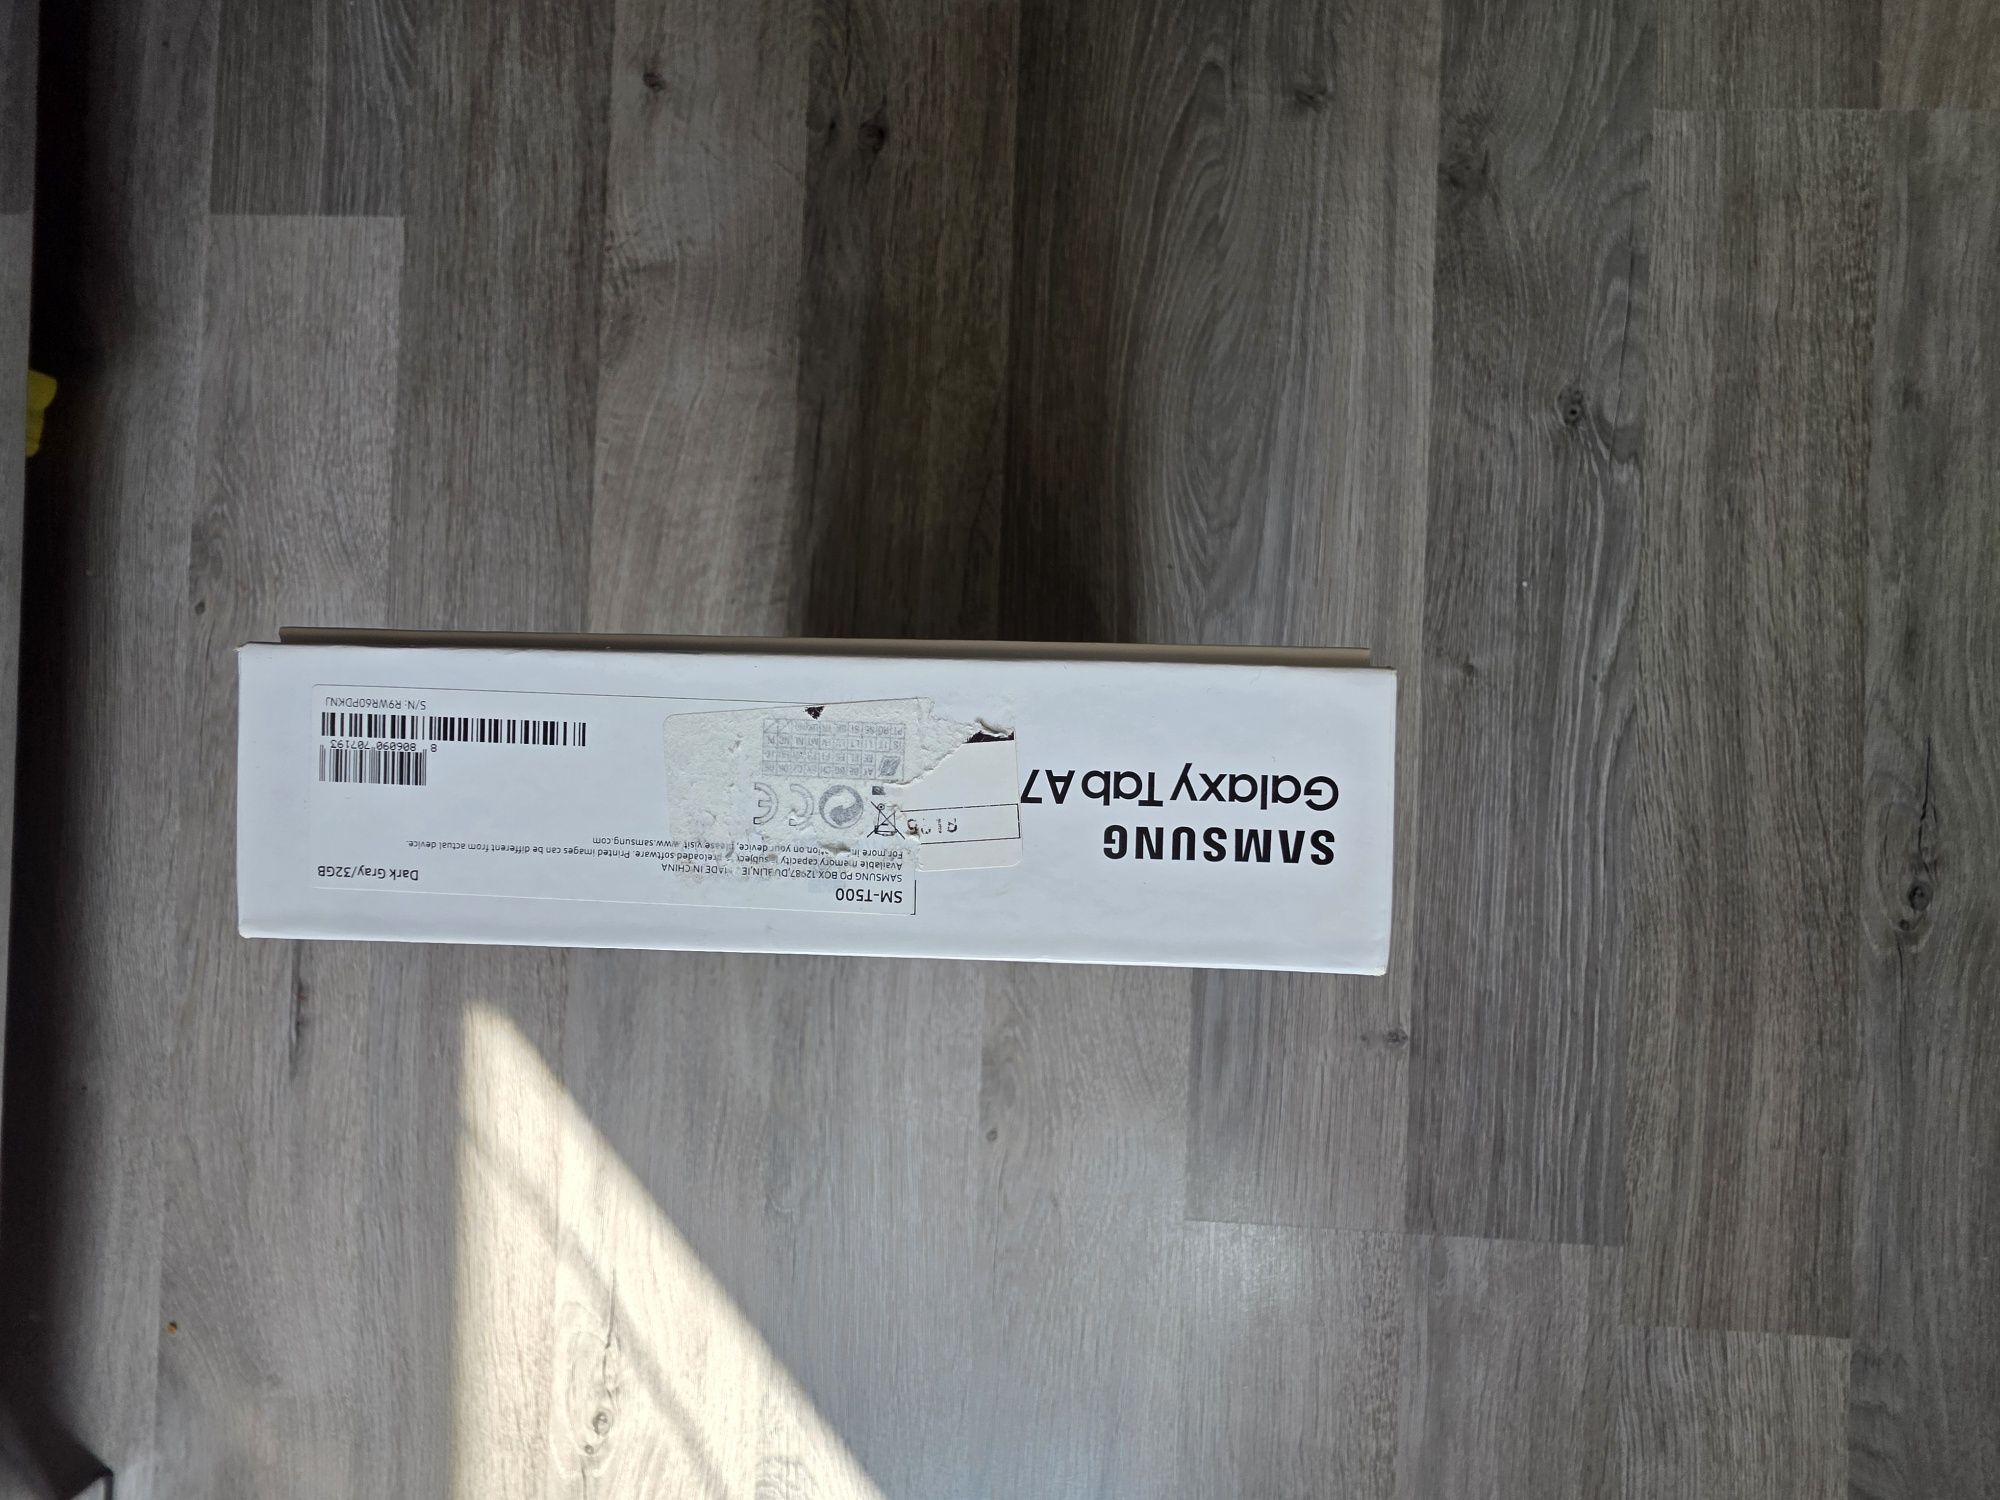 SAMSUNG
Galaxy Tab A7
SM-T500
Dark Gray/32GB
SAMSUNG PO BOX 12987, DUBLIN, IE MADE IN CHINA
Available memory capacity is subject to preloaded software. Printed images can be different from actual device.
For more information on your device, please visit www.samsung.com
8 806090 707193
S/N: R9WR60PDKNJ